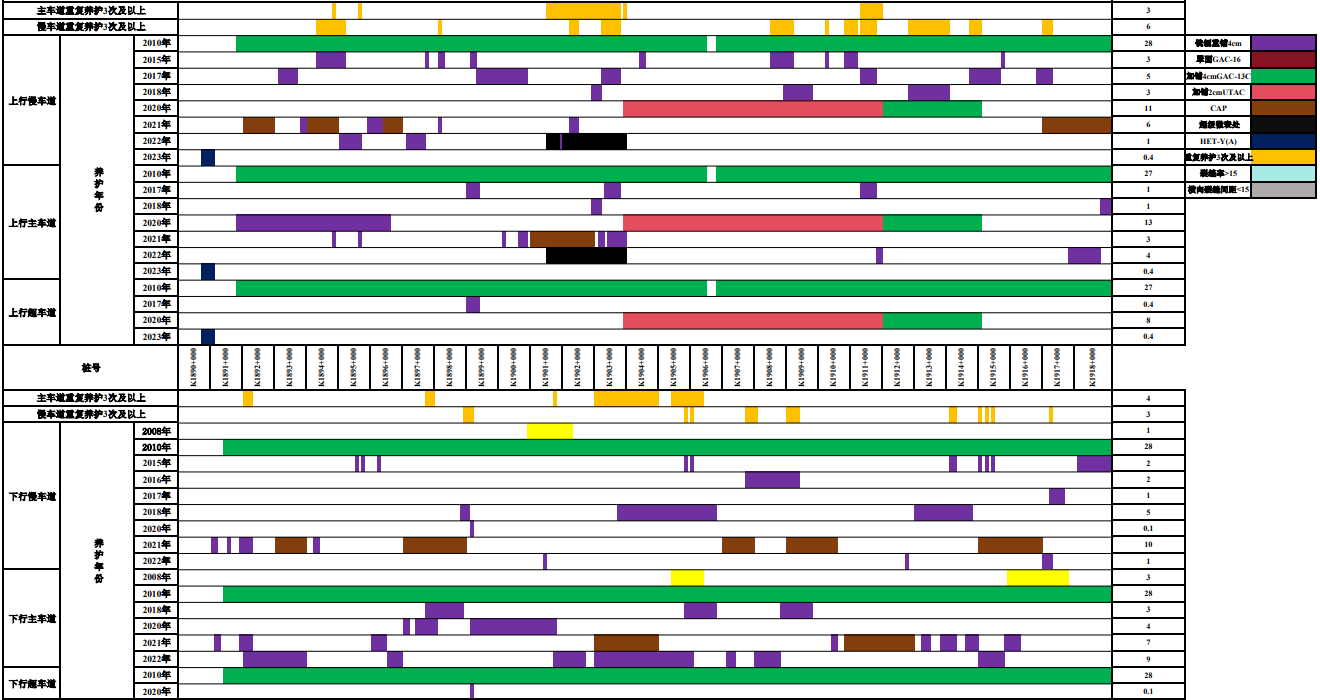 主车道重复养护3次及以上 3
慢车道重复养护3次及以上 6
上行慢车道
养护年份
2010年 28
2015年 3
2017年 5
2018年 3
2020年 11
2021年 6
2022年 1
2023年 0.4
上行主车道
2010年 27
2017年 1
2018年 1
2020年 13
2021年 3
2022年 4
2023年 0.4
上行超车道
2010年 27
2017年 0.4
2020年 8
2023年 0.4
铣刨重铺4cm
罩面GAC-16
加铺4cmGAC-13C
加铺2cmUTAC
CAP
超级微表处
HET-Y(A)
重复养护3次及以上
裂缝率>15
横向裂缝间距<15
桩号 K1890+000 K1891+000 K1892+000 K1893+000 K1894+000 K1895+000 K1896+000 K1897+000 K1898+000 K1899+000 K1900+000 K1901+000 K1902+000 K1903+000 K1904+000 K1905+000 K1906+000 K1907+000 K1908+000 K1909+000 K1910+000 K1911+000 K1912+000 K1913+000 K1914+000 K1915+000 K1916+000 K1917+000 K1918+000
主车道重复养护3次及以上 4
慢车道重复养护3次及以上 3
下行慢车道
养护年份
2008年 1
2010年 28
2015年 2
2016年 2
2017年 1
2018年 5
2020年 0.1
2021年 10
2022年 1
下行主车道
2008年 3
2010年 28
2018年 3
2020年 4
2021年 7
2022年 9
下行超车道
2010年 28
2020年 0.1